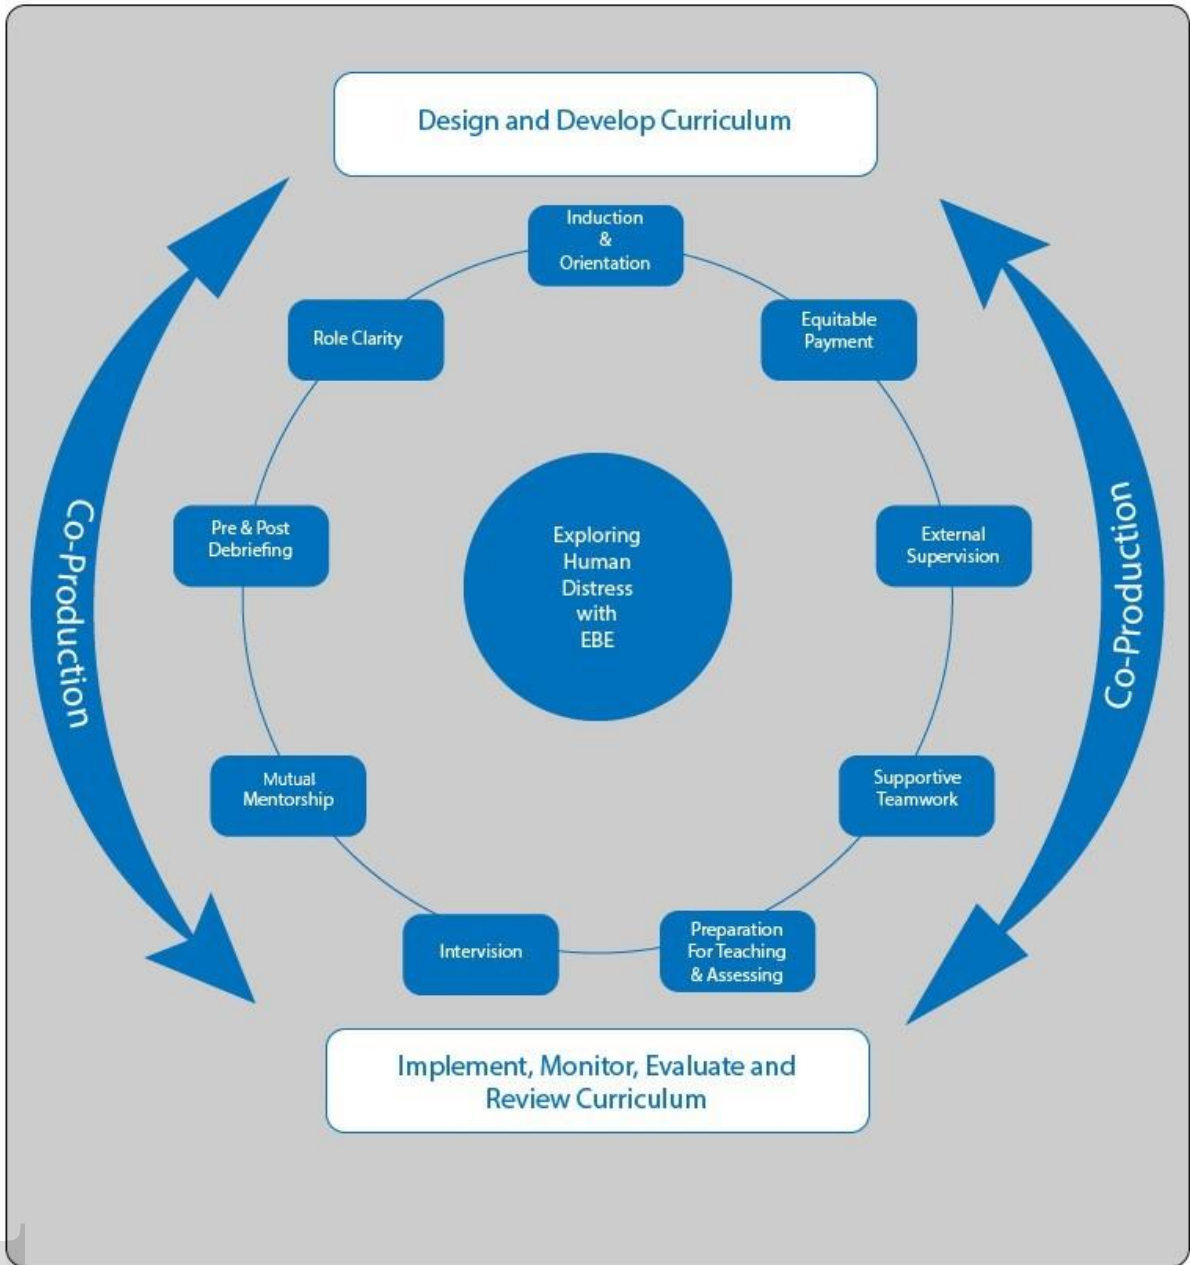 Design and Develop Curriculum
Induction
&
Orientation
Role Clarity
Equitable
Payment
Co-Production
Pre & Post
Debriefing
Exploring
Human
Distress
with
EBE
External
Supervision
Co-Production
Mutual
Mentorship
Supportive
Teamwork
Intervision
Preparation
For Teaching
& Assessing
Implement, Monitor, Evaluate and
Review Curriculum